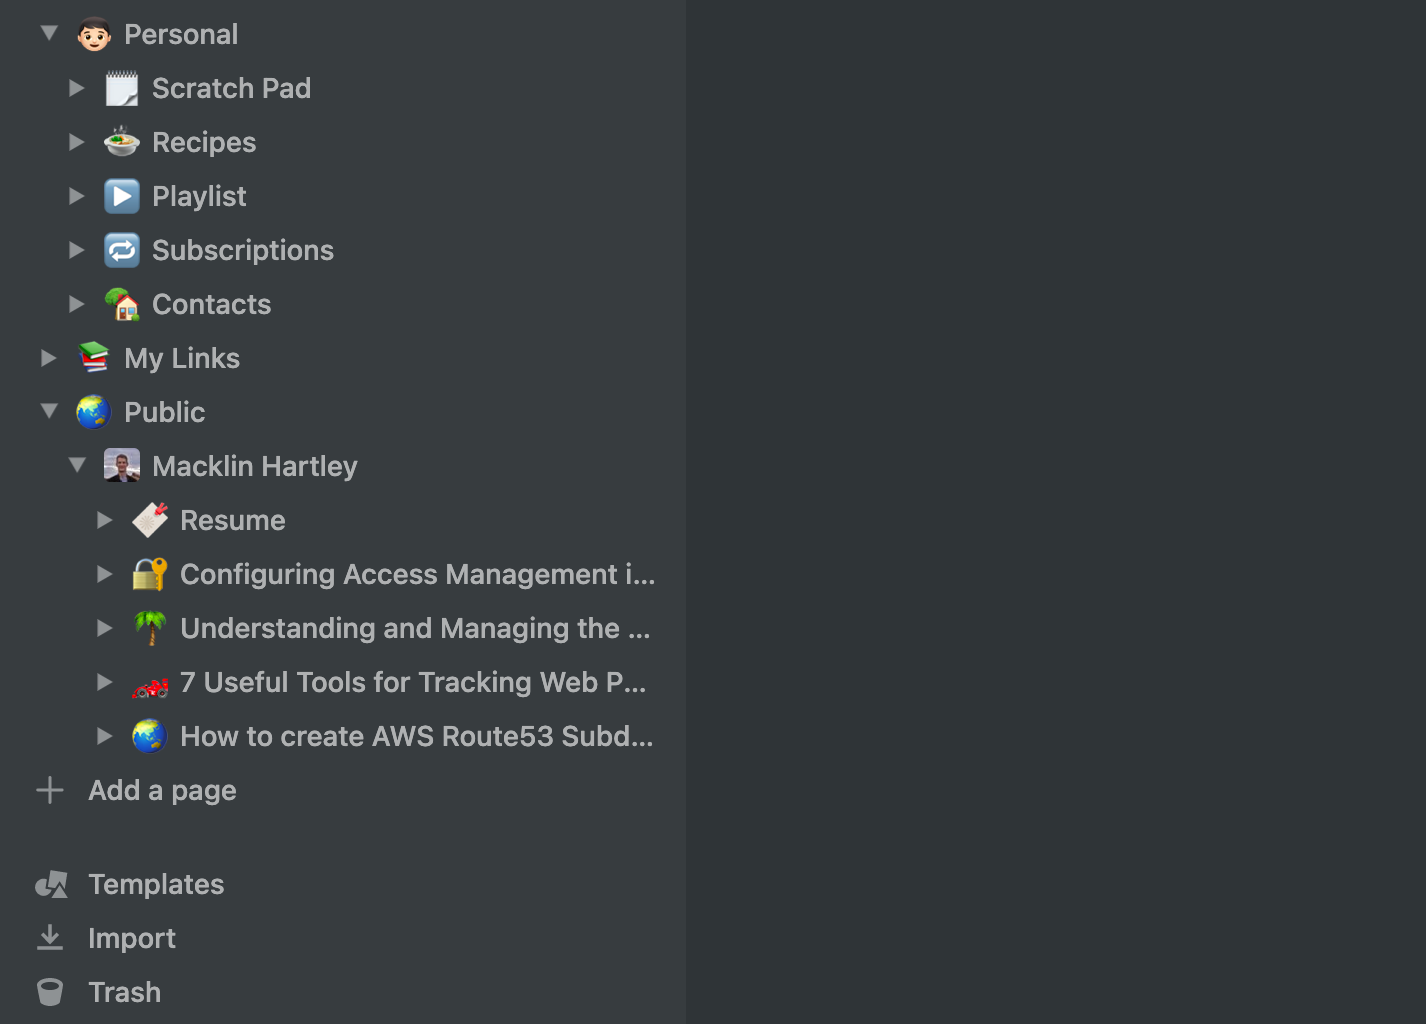 Personal
Scratch Pad
Recipes
Playlist
Subscriptions
Contacts
My Links
Public
Macklin Hartley
Resume
Configuring Access Management i...
Understanding and Managing the ...
7 Useful Tools for Tracking Web P...
How to create AWS Route53 Subd...
Add a page
Templates
Import
Trash